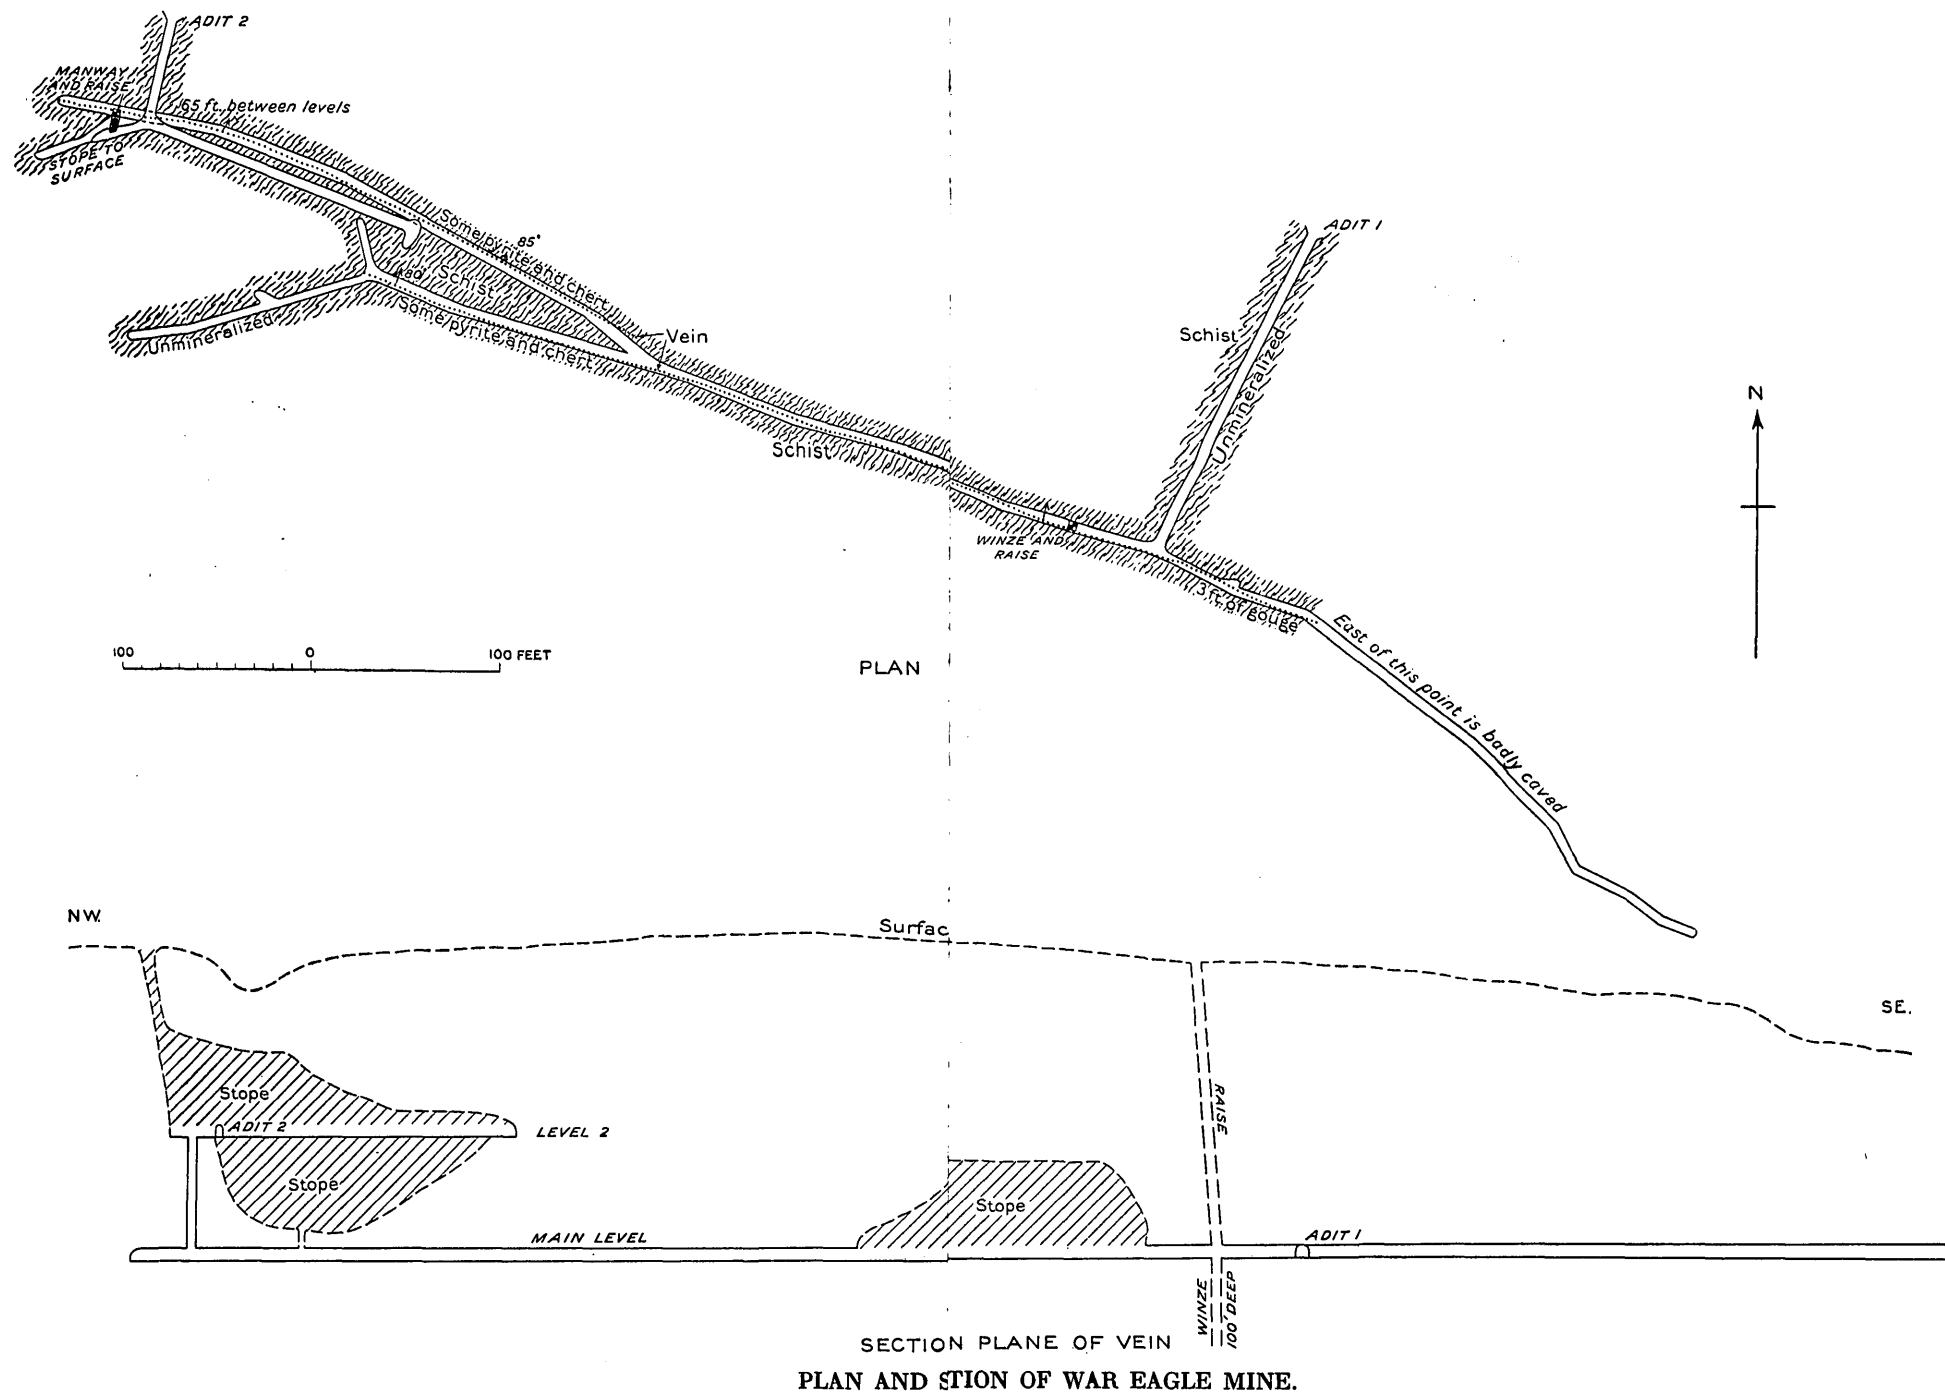 ADIT 2
MANWAY
AND RAISE
65 ft. between levels
STOPE TO
SURFACE
Some pyrite and chert
85°
80
Schist
Some pyrite and chert
Unmineralized
Vein
Schist
ADIT 1
Schist
Unmineralized
N
WINZE AND
RAISE
3 ft. of gouge
East of this point is badly caved
100 0 100 FEET
PLAN
NW.
Surfac
SE.
Stope
ADIT 2
LEVEL 2
Stope
RAISE
Stope
MAIN LEVEL
ADIT 1
WINZE
100' DEEP
SECTION PLANE OF VEIN
PLAN AND STION OF WAR EAGLE MINE.